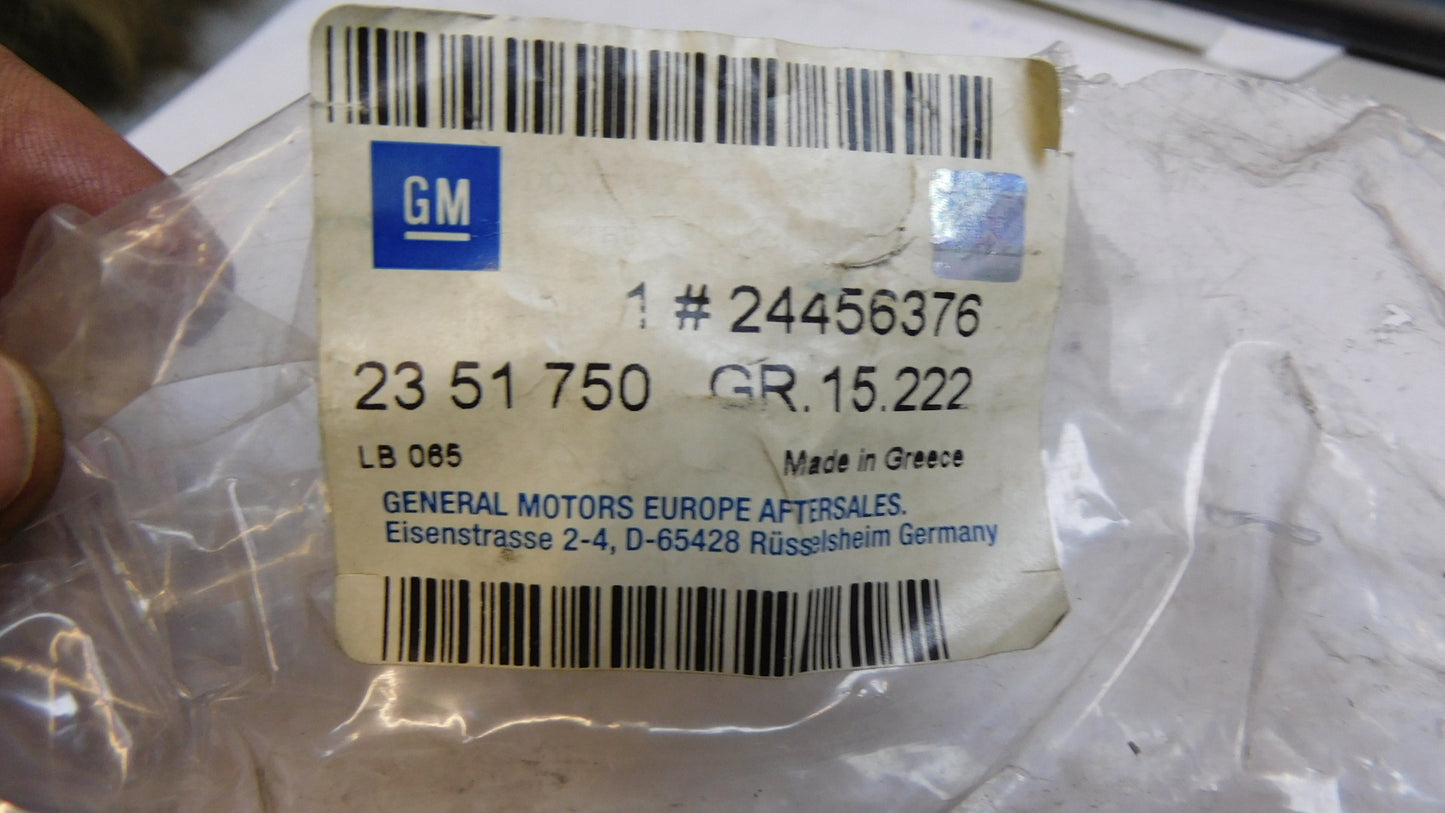 GM
1 # 24456376
23 51 750 GR. 15.222
LB 065 Made in Greece
GENERAL MOTORS EUROPE AFTERSALES.
Eisenstrasse 2-4, D-65428 Rüsselsheim Germany